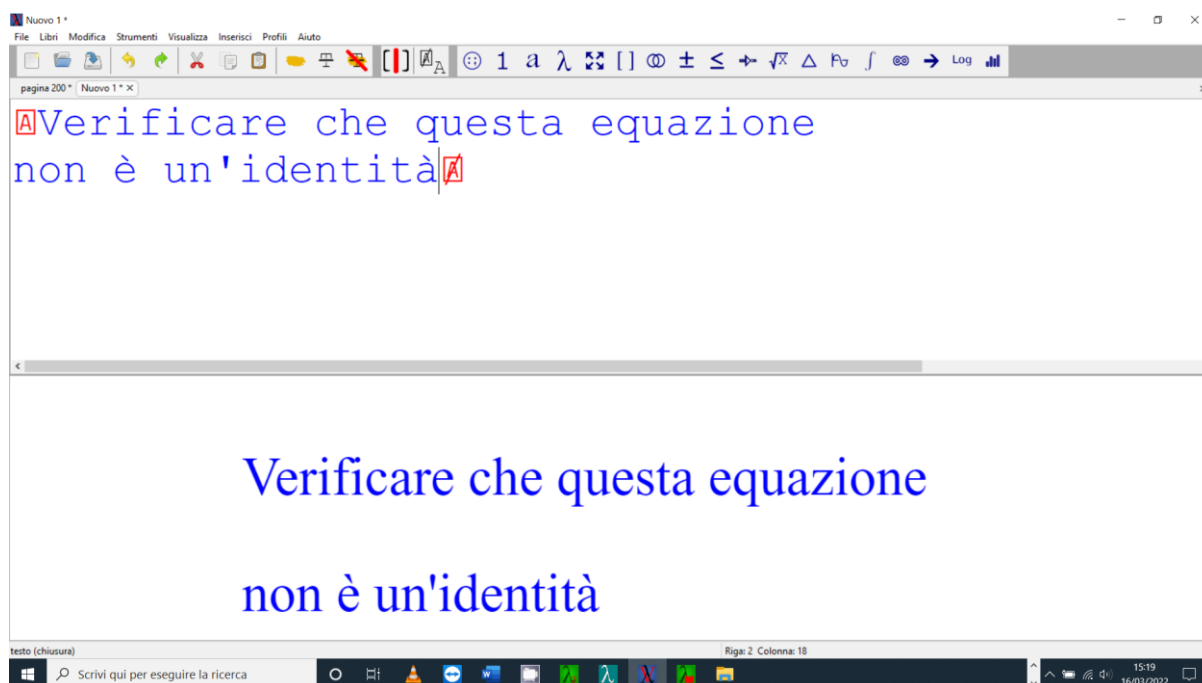 Nuovo 1 *
File Libri Modifica Strumenti Visualizza Inserisci Profili Aiuto
1 a λ [] ± ≤ √x ∫ Log
pagina 200 * Nuovo 1 * X
AVerificare che questa equazione
non è un'identitàA
Verificare che questa equazione
non è un'identità
testo (chiusura) Riga: 2 Colonna: 18
Scrivi qui per eseguire la ricerca
15:19
16/03/2022